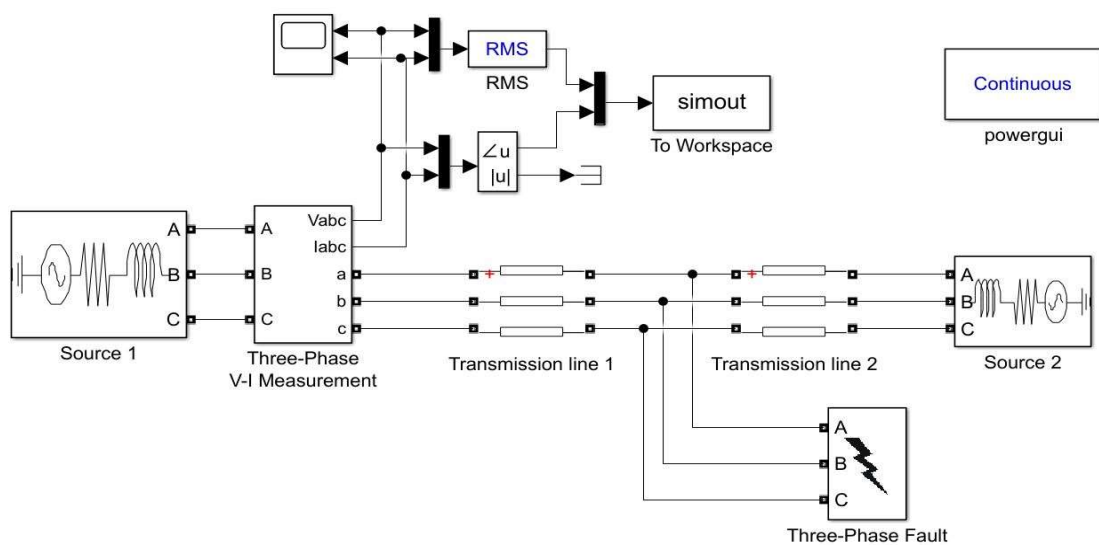 RMS
RMS
simout
To Workspace
Continuous
powergui
∠u
|u|
A
B
C
Source 1
A
B
C
Vabc
Iabc
a
b
c
Three-Phase
V-I Measurement
+
Transmission line 1
+
Transmission line 2
A
B
C
Source 2
A
B
C
Three-Phase Fault